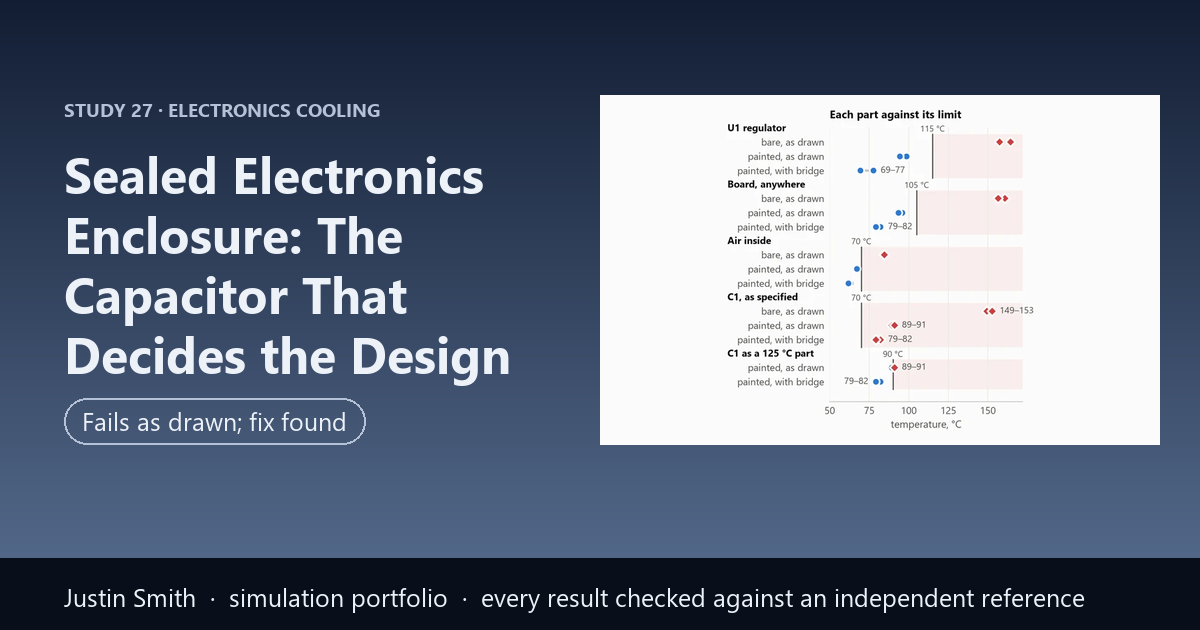 STUDY 27 · ELECTRONICS COOLING
Sealed Electronics
Enclosure: The
Capacitor That
Decides the Design
Fails as drawn; fix found
Each part against its limit
U1 regulator
115 °C
bare, as drawn
painted, as drawn
painted, with bridge
69–77
Board, anywhere
105 °C
bare, as drawn
painted, as drawn
painted, with bridge
79–82
Air inside
70 °C
bare, as drawn
painted, as drawn
painted, with bridge
C1, as specified
70 °C
bare, as drawn
149–153
painted, as drawn
89–91
painted, with bridge
79–82
C1 as a 125 °C part
90 °C
painted, as drawn
89–91
painted, with bridge
79–82
50 75 100 125 150
temperature, °C
Justin Smith · simulation portfolio · every result checked against an independent reference